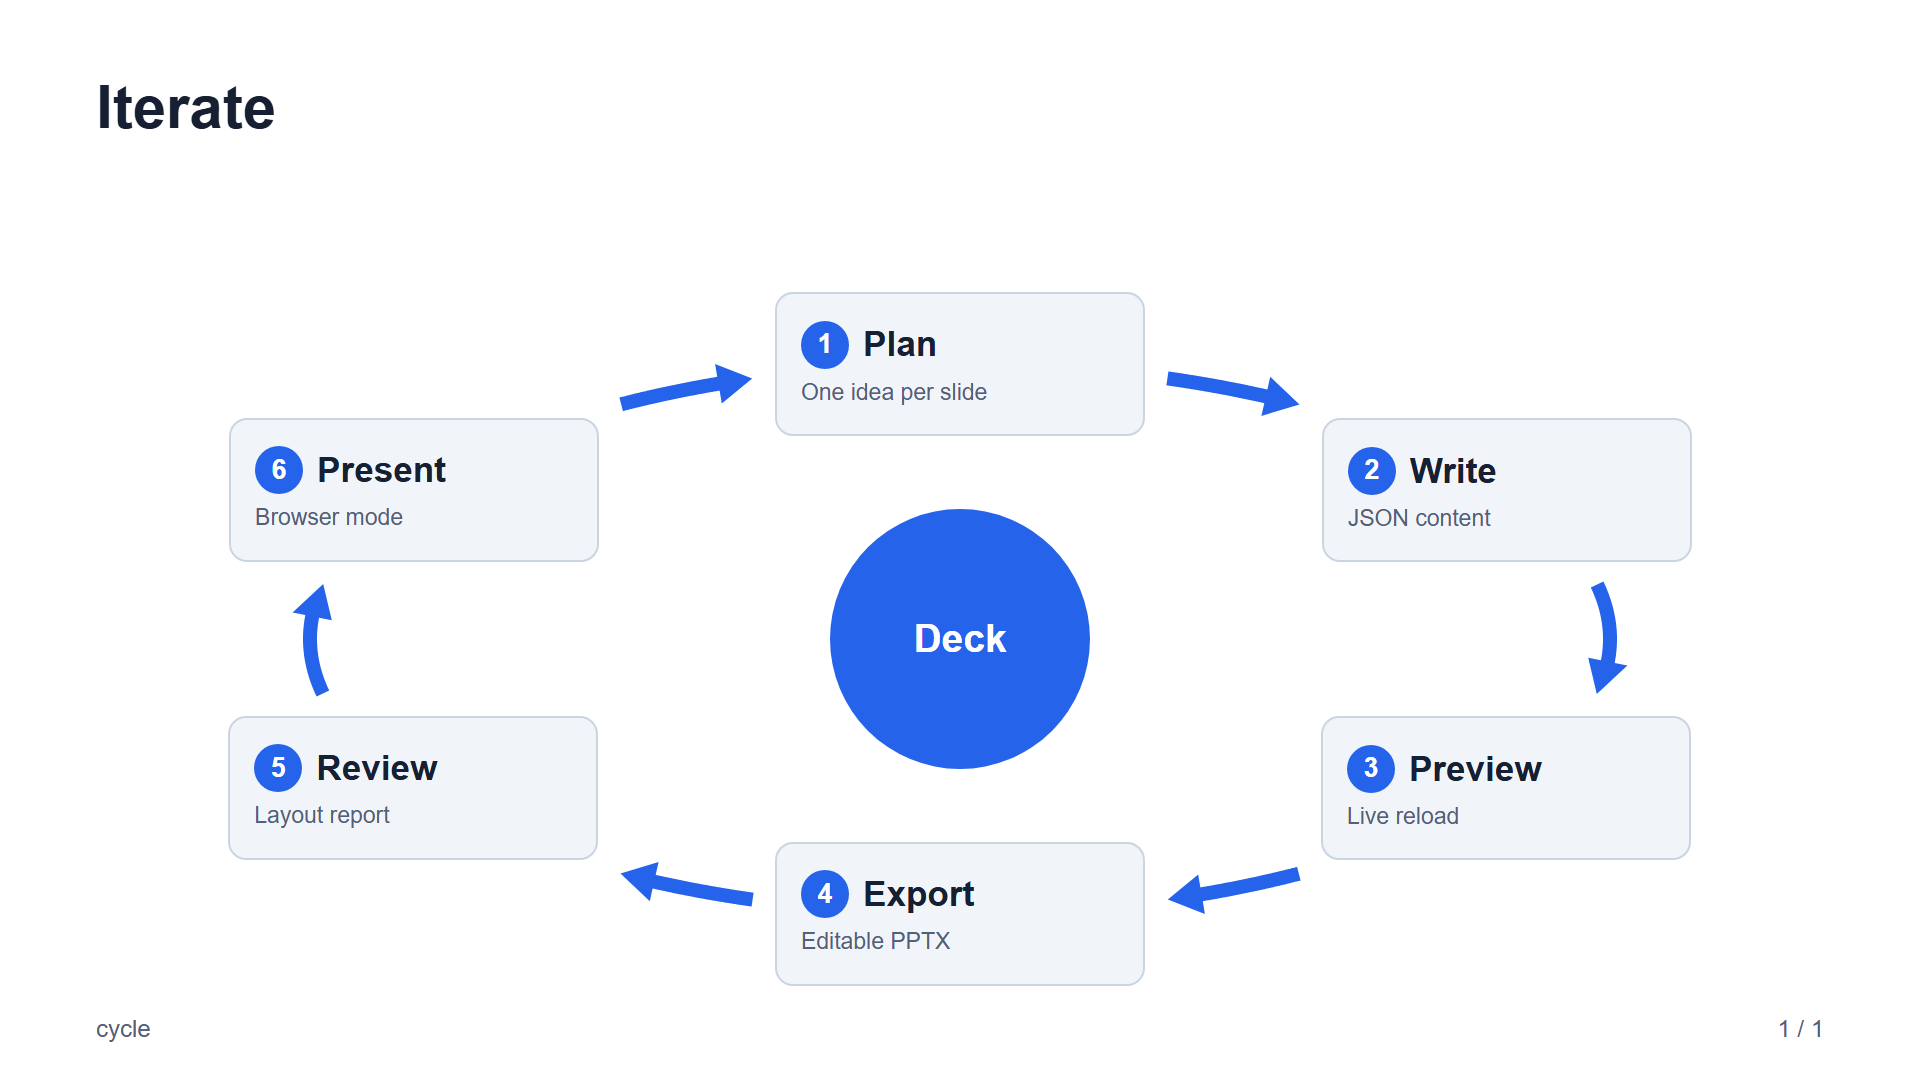 Iterate
1 Plan
One idea per slide
2 Write
JSON content
3 Preview
Live reload
4 Export
Editable PPTX
5 Review
Layout report
6 Present
Browser mode
Deck
cycle
1 / 1